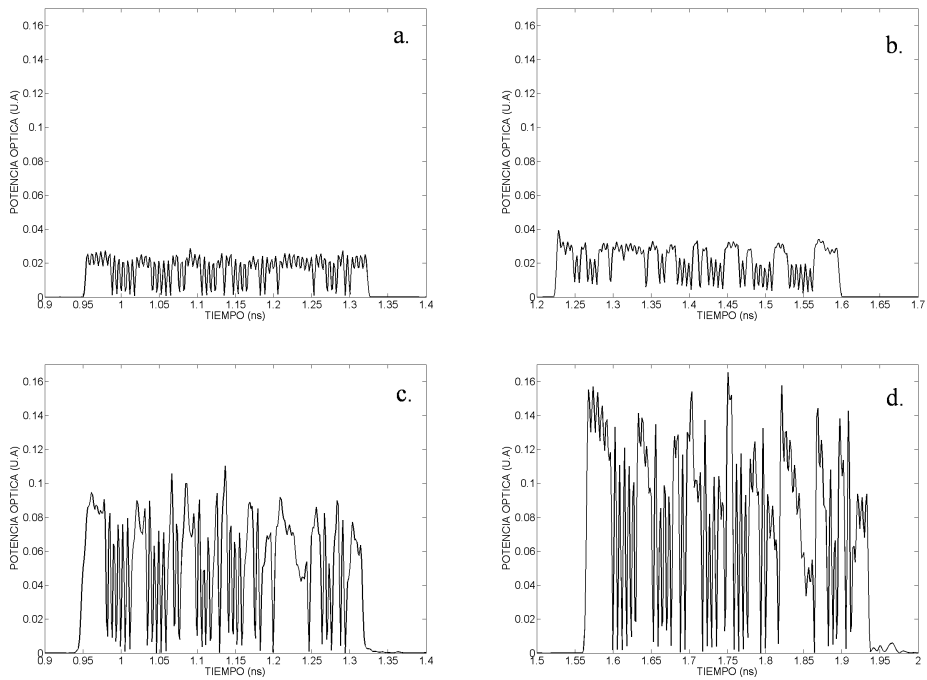 a.
0.16
0.14
0.12
0.1
0.08
0.06
0.04
0.02
0
POTENCIA OPTICA (U.A)
0.9 0.95 1 1.05 1.1 1.15 1.2 1.25 1.3 1.35 1.4
TIEMPO (ns)
b.
0.16
0.14
0.12
0.1
0.08
0.06
0.04
0.02
0
POTENCIA OPTICA (U.A)
1.2 1.25 1.3 1.35 1.4 1.45 1.5 1.55 1.6 1.65 1.7
TIEMPO (ns)
c.
0.16
0.14
0.12
0.1
0.08
0.06
0.04
0.02
0
POTENCIA OPTICA (U.A)
0.9 0.95 1 1.05 1.1 1.15 1.2 1.25 1.3 1.35 1.4
TIEMPO (ns)
d.
0.16
0.14
0.12
0.1
0.08
0.06
0.04
0.02
0
POTENCIA OPTICA (U.A)
1.5 1.55 1.6 1.65 1.7 1.75 1.8 1.85 1.9 1.95 2
TIEMPO (ns)